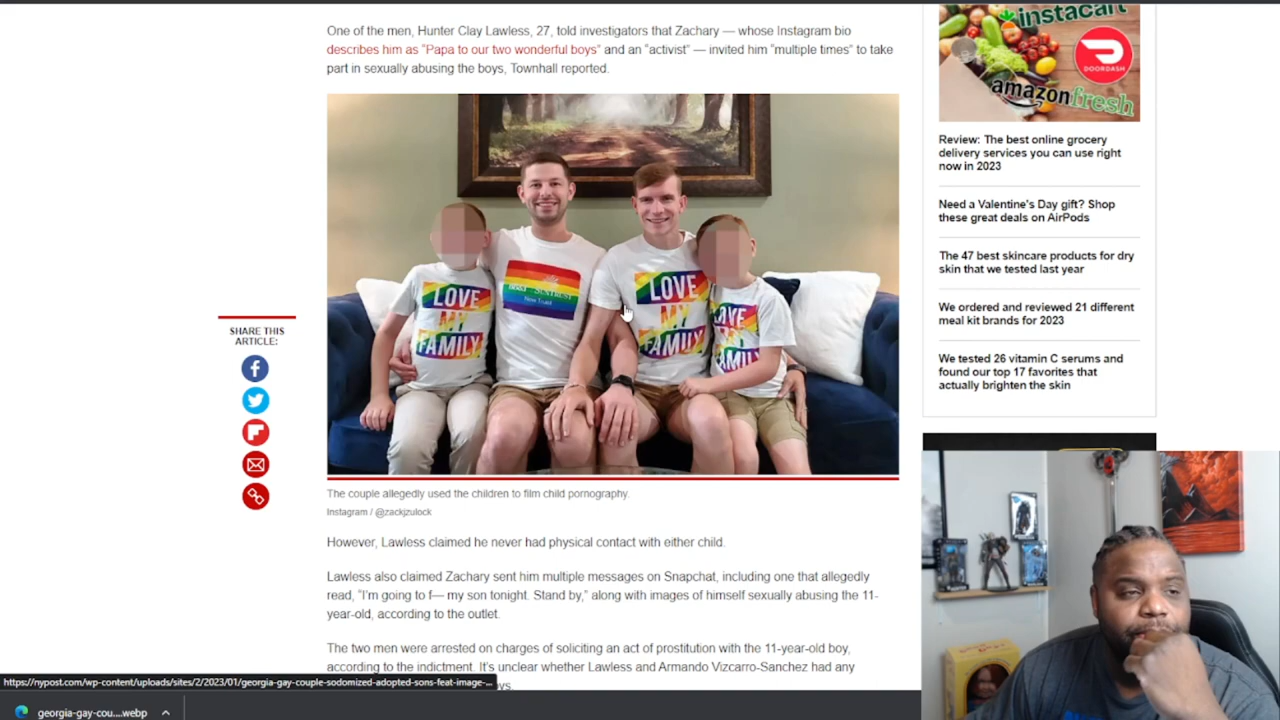 One of the men, Hunter Clay Lawless, 27, told investigators that Zachary — whose Instagram bio
describes him as "Papa to our two wonderful boys" and an "activist" — invited him "multiple times" to take
part in sexually abusing the boys, Townhall reported.
LOVE
MY
FAMILY
LOVE
MY
FAMILY
LOVE
MY
FAMILY
SHARE THIS
ARTICLE:
The couple allegedly used the children to film child pornography.
Instagram / @zackjzulock
However, Lawless claimed he never had physical contact with either child.
Lawless also claimed Zachary sent him multiple messages on Snapchat, including one that allegedly
read, "I'm going to f— my son tonight. Stand by," along with images of himself sexually abusing the 11-
year-old, according to the outlet.
The two men were arrested on charges of soliciting an act of prostitution with the 11-year-old boy,
according to the indictment. It's unclear whether Lawless and Armando Vizcarro-Sanchez had any
instacart
DOORDASH
amazonfresh
Review: The best online grocery
delivery services you can use right
now in 2023
Need a Valentine's Day gift? Shop
these great deals on AirPods
The 47 best skincare products for dry
skin that we tested last year
We ordered and reviewed 21 different
meal kit brands for 2023
We tested 26 vitamin C serums and
found our top 17 favorites that
actually brighten the skin
https://nypost.com/wp-content/uploads/sites/2/2023/01/georgia-gay-couple-sodomized-adopted-sons-feat-image-...
georgia-gay-cou....webp